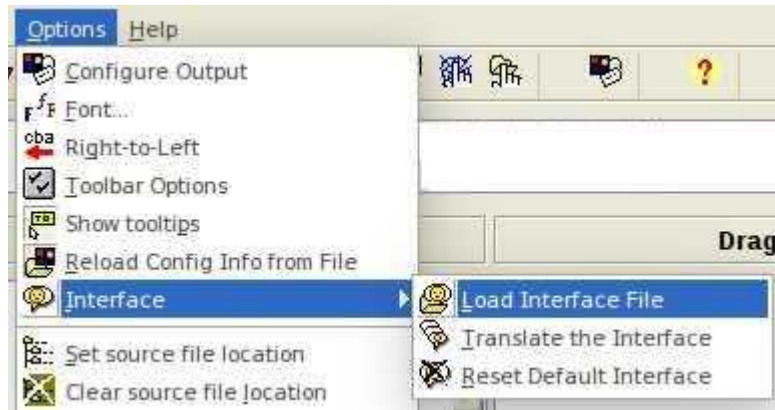 Options Help
Configure Output
Font...
Right-to-Left
Toolbar Options
Show tooltips
Drag
Reload Config Info from File
Interface
Load Interface File
Translate the Interface
Reset Default Interface
Set source file location
Clear source file location